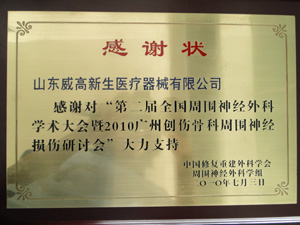 感谢状
山东威高新生医疗器械有限公司
感谢对“第二届全国周围神经外科
学术大会暨2010广州创伤骨科周围神经
损伤研讨会”大力支持
中国修复重建外科学会
周围神经外科学组
二〇一〇年七月三日